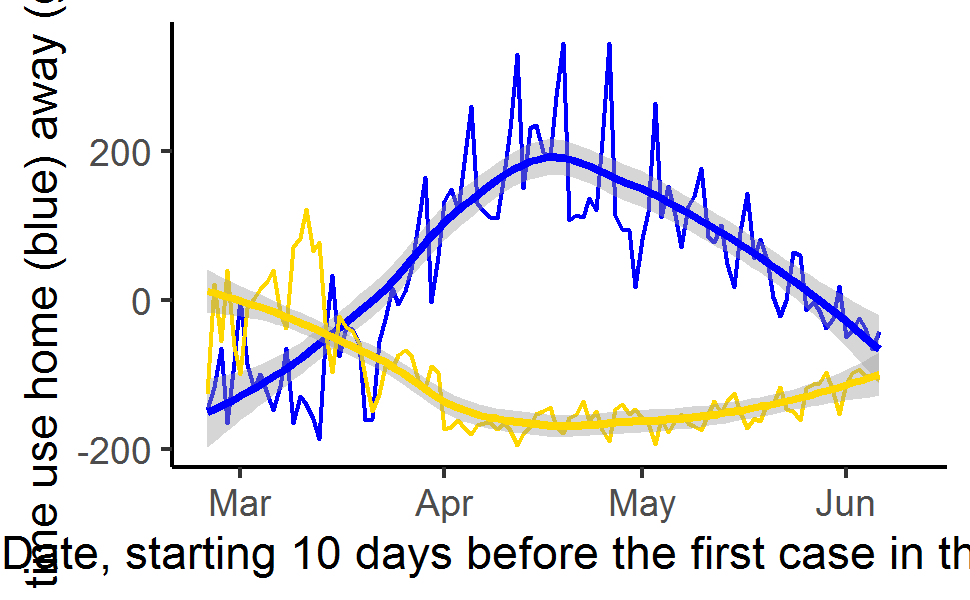 time use home (blue) away (
200
0
-200
Mar Apr May Jun
Date, starting 10 days before the first case in th